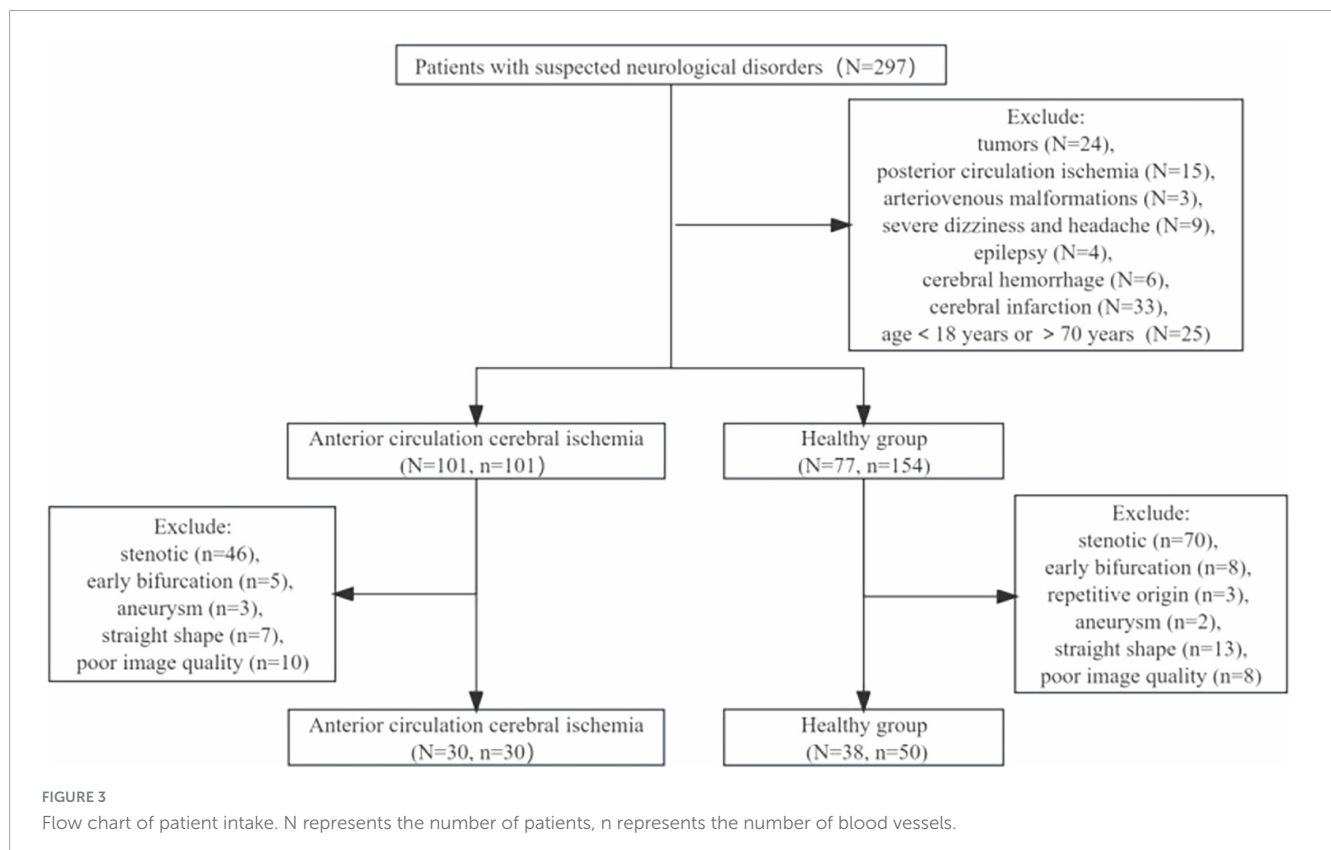 Patients with suspected neurological disorders (N=297)
Exclude:
tumors (N=24),
posterior circulation ischemia (N=15),
arteriovenous malformations (N=3),
severe dizziness and headache (N=9),
epilepsy (N=4),
cerebral hemorrhage (N=6),
cerebral infarction (N=33),
age < 18 years or > 70 years (N=25)
Anterior circulation cerebral ischemia
(N=101, n=101)
Healthy group
(N=77, n=154)
Exclude:
stenotic (n=46),
early bifurcation (n=5),
aneurysm (n=3),
straight shape (n=7),
poor image quality (n=10)
Exclude:
stenotic (n=70),
early bifurcation (n=8),
repetitive origin (n=3),
aneurysm (n=2),
straight shape (n=13),
poor image quality (n=8)
Anterior circulation cerebral ischemia
(N=30, n=30)
Healthy group
(N=38, n=50)
FIGURE 3
Flow chart of patient intake. N represents the number of patients, n represents the number of blood vessels.